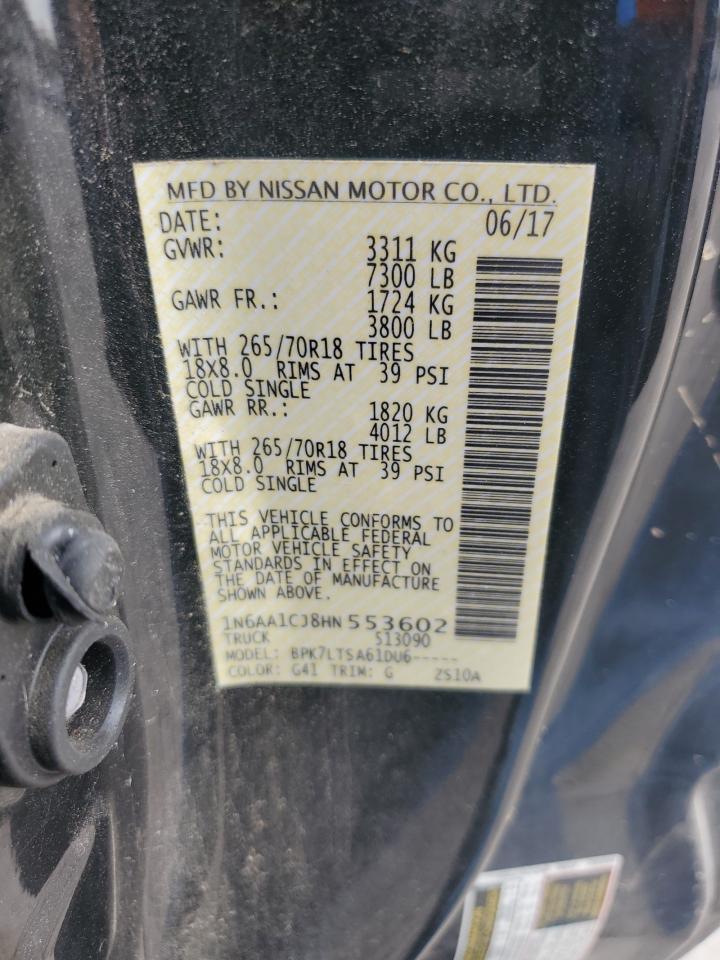 MFD BY NISSAN MOTOR CO., LTD.
DATE: 06/17
GVWR: 3311 KG
7300 LB
GAWR FR.: 1724 KG
3800 LB
WITH 265/70R18 TIRES
18X8.0 RIMS AT 39 PSI
COLD SINGLE
GAWR RR.: 1820 KG
4012 LB
WITH 265/70R18 TIRES
18X8.0 RIMS AT 39 PSI
COLD SINGLE
THIS VEHICLE CONFORMS TO
ALL APPLICABLE FEDERAL
MOTOR VEHICLE SAFETY
STANDARDS IN EFFECT ON
THE DATE OF MANUFACTURE
SHOWN ABOVE.
1N6AA1CJ8HN 553602
TRUCK 513090
MODEL: BPK7LTSA61DU6-----
COLOR: G41 TRIM: G ZS10A